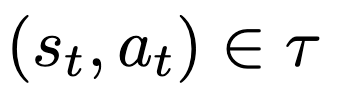 (s_t, a_t) ∈ τ